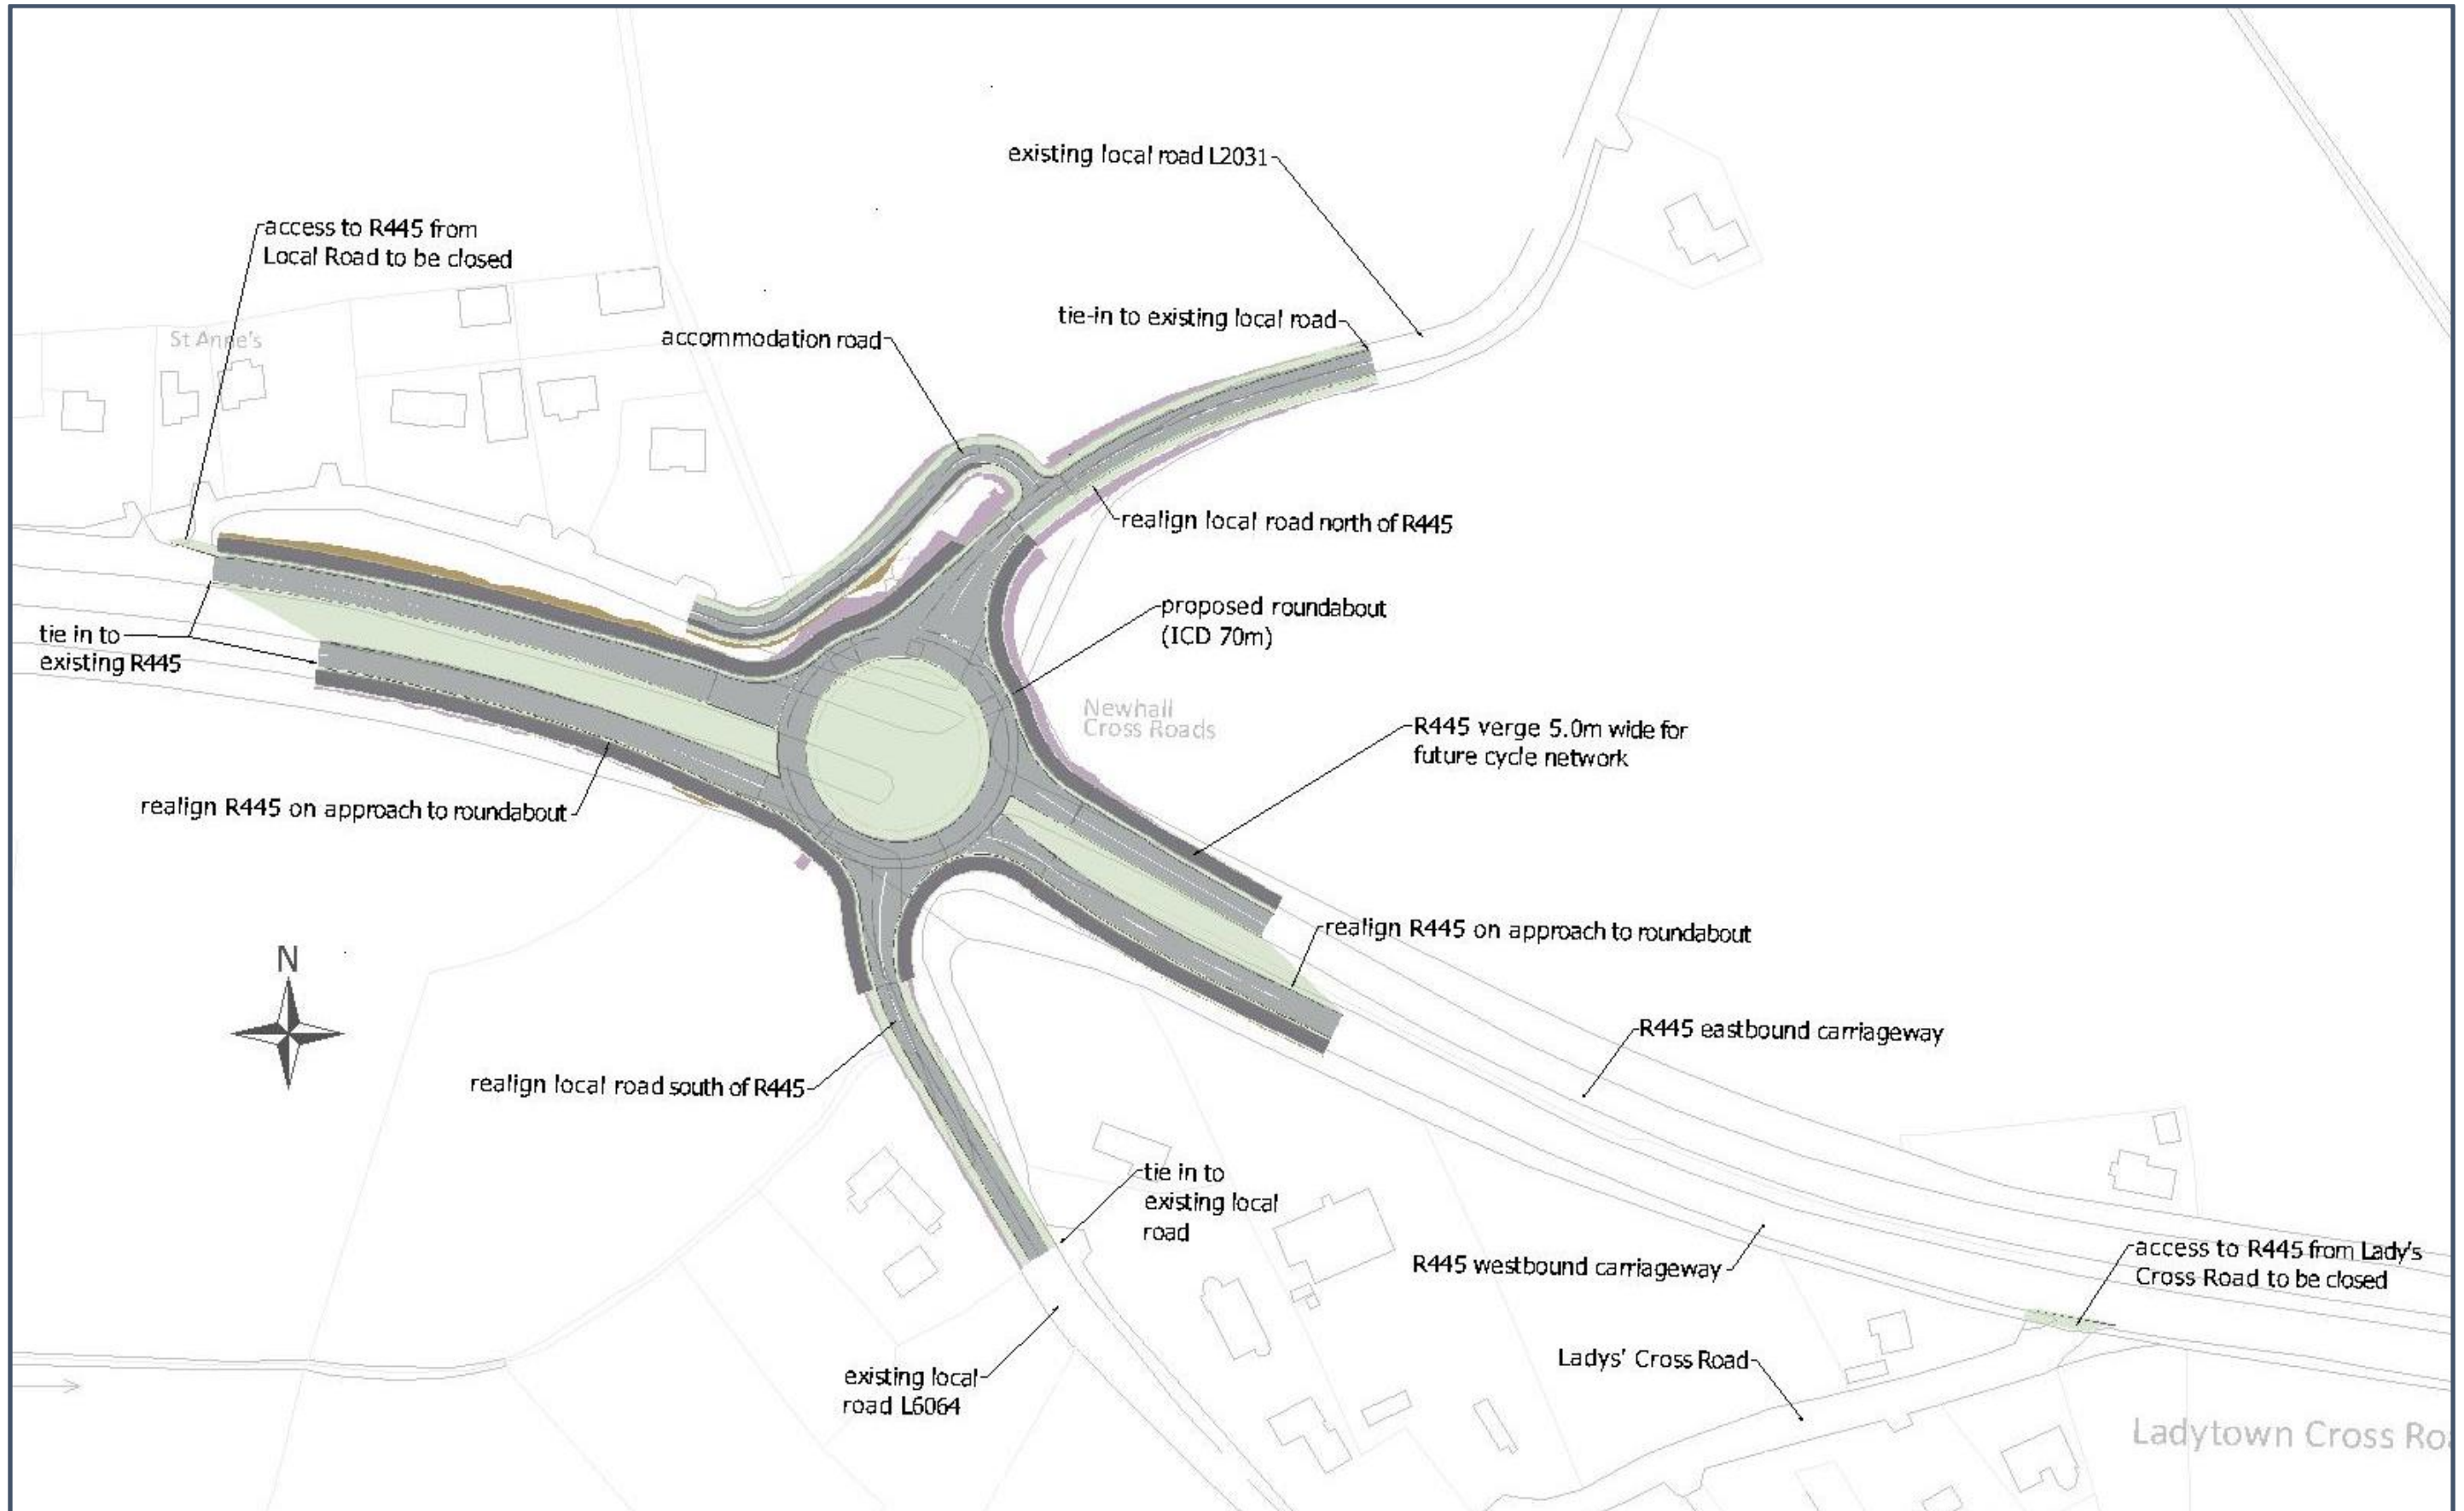 existing local road L2031
access to R445 from
Local Road to be closed
tie-in to existing local road
St Anne's
accommodation road
realign local road north of R445
proposed roundabout
(ICD 70m)
tie in to
existing R445
Newhall
Cross Roads
R445 verge 5.0m wide for
future cycle network
realign R445 on approach to roundabout
realign R445 on approach to roundabout
N
R445 eastbound carriageway
realign local road south of R445
tie in to
existing local
road
R445 westbound carriageway
access to R445 from Lady's
Cross Road to be closed
Ladys' Cross Road
existing local
road L6064
Ladytown Cross Ro